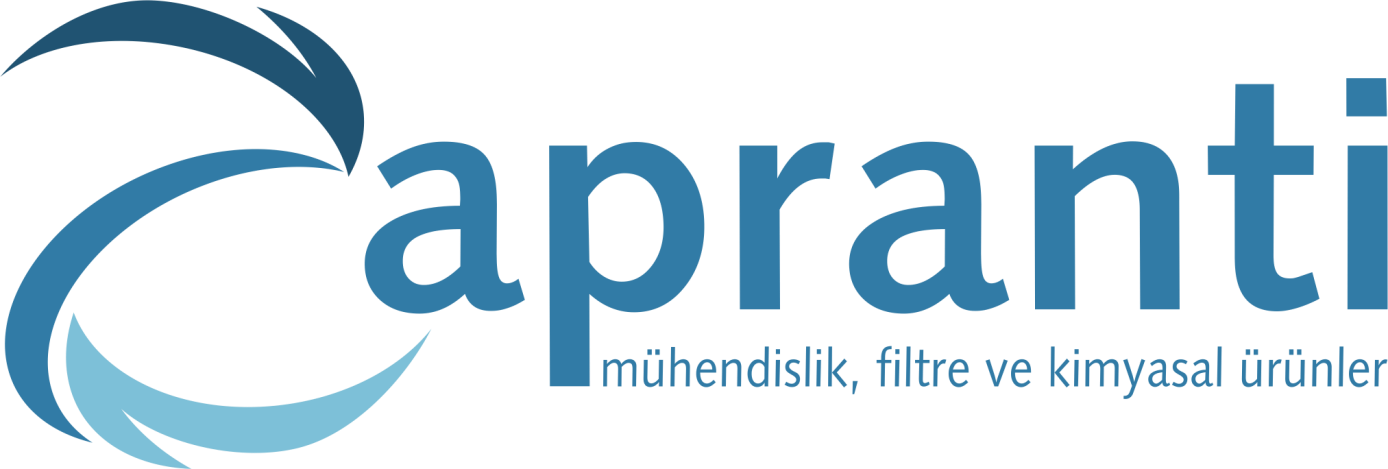 apranti
mühendislik, filtre ve kimyasal ürünler